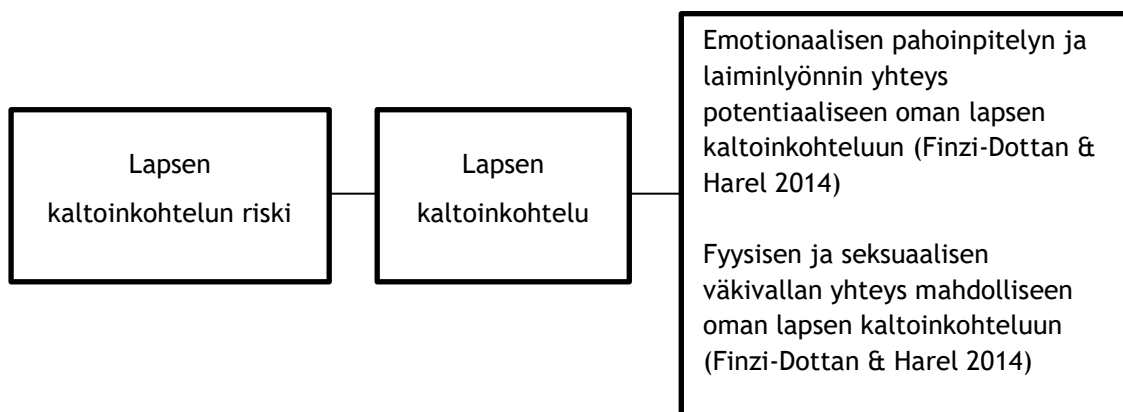 Lapsen
kaltoinkohtelun riski
Lapsen
kaltoinkohtelu
Emotionaalisen pahoinpitelyn ja
laiminlyönnin yhteys
potentiaaliseen oman lapsen
kaltoinkohteluun (Finzi-Dottan &
Harel 2014)
Fyysisen ja seksuaalisen
väkivallan yhteys mahdolliseen
oman lapsen kaltoinkohteluun
(Finzi-Dottan & Harel 2014)